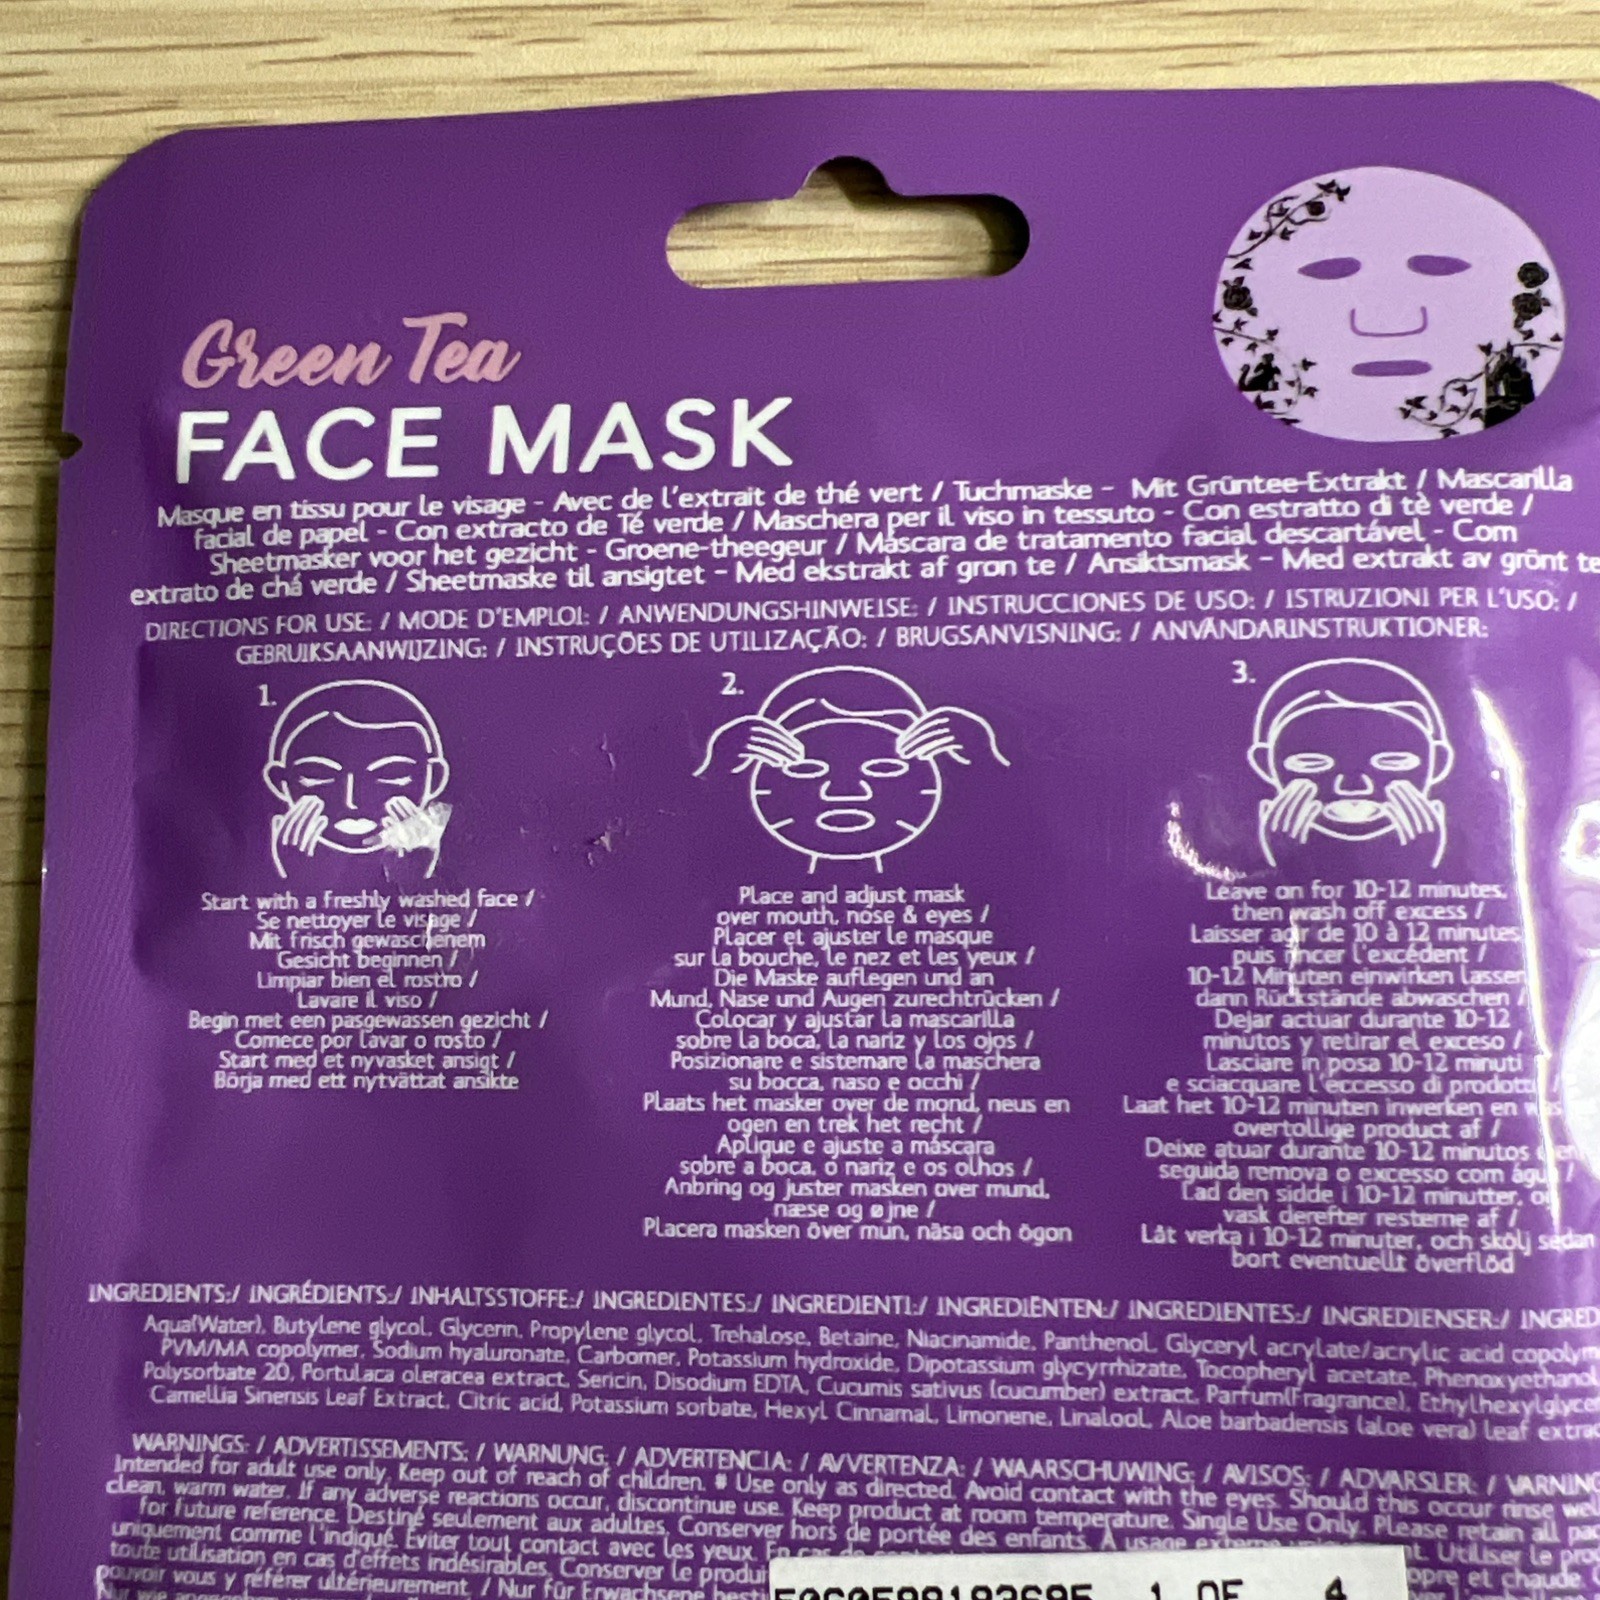 Green Tea
FACE MASK
Masque en tissu pour le visage - Avec de l'extrait de thé vert / Tuchmaske - Mit Grüntee-Extrakt / Mascarilla
facial de papel - Con extracto de Té verde / Maschera per il viso in tessuto - Con estratto di tè verde /
Sheetmasker voor het gezicht - Groene-theegeur / Máscara de tratamento facial descartável - Com
extrato de chá verde / Sheetmaske til ansigtet - Med ekstrakt af gron te / Ansiktsmask - Med extrakt av grönt te
DIRECTIONS FOR USE: / MODE D'EMPLOI: / ANWENDUNGSHINWEISE: / INSTRUCCIONES DE USO: / ISTRUZIONI PER L'USO: /
GEBRUIKSAANWIJZING: / INSTRUÇÕES DE UTILIZAÇÃO: / BRUGSANVISNING: / ANVÄNDARINSTRUKTIONER:
1.
Start with a freshly washed face /
Se nettoyer le visage /
Mit frisch gewaschenem
Gesicht beginnen /
Limpiar bien el rostro /
Lavare il viso /
Begin met een pasgewassen gezicht /
Comece por lavar o rosto /
Start med et nyvasket ansigt /
Börja med ett nytvättat ansikte
2.
Place and adjust mask
over mouth, nose & eyes /
Placer et ajuster le masque
sur la bouche, le nez et les yeux /
Die Maske auflegen und an
Mund, Nase und Augen zurechtrücken /
Colocar y ajustar la mascarilla
sobre la boca, la nariz y los ojos /
Posizionare e sistemare la maschera
su bocca, naso e occhi /
Plaats het masker over de mond, neus en
ogen en trek het recht /
Aplique e ajuste a máscara
sobre a boca, o nariz e os olhos /
Anbring og juster masken over mund,
næse og øjne /
Placera masken över mun, näsa och ögon
3.
Leave on for 10-12 minutes,
then wash off excess /
Laisser agir de 10 à 12 minutes
puis rincer l'excédent /
10-12 Minuten einwirken lassen
dann Rückstände abwaschen /
Dejar actuar durante 10-12
minutos y retirar el exceso /
Lasciare in posa 10-12 minuti
e sciacquare l'eccesso di prodotto /
Laat het 10-12 minuten inwerken en
overtollige product af /
Deixe atuar durante 10-12 minutos
seguida remova o excesso com água /
Lad den sidde i 10-12 minutter, og
vask derefter resterne af /
Låt verka i 10-12 minuter, och skölj sedan
bort eventuellt överflöd
INGREDIENTS:/ INGRÉDIENTS:/ INHALTSSTOFFE:/ INGREDIENTES:/ INGREDIENTI:/ INGREDIËNTEN:/ INGREDIENTES:/ INGREDIENSER:/ INGRED
Aqua(Water), Butylene glycol, Glycerin, Propylene glycol, Trehalose, Betaine, Niacinamide, Panthenol, Glyceryl acrylate/acrylic acid copolym
PVM/MA copolymer, Sodium hyaluronate, Carbomer, Potassium hydroxide, Dipotassium glycyrrhizate, Tocopheryl acetate, Phenoxyethanol
Polysorbate 20, Portulaca oleracea extract, Sericin, Disodium EDTA, Cucumis sativus (cucumber) extract, Parfum(Fragrance), Ethylhexylglycer
Camellia Sinensis Leaf Extract, Citric acid, Potassium sorbate, Hexyl Cinnamal, Limonene, Linalool, Aloe barbadensis (aloe vera) leaf extrac
WARNINGS: / ADVERTISSEMENTS: / WARNUNG: / ADVERTENCIA: / AVVERTENZA: / WAARSCHUWING: / AVISOS: / ADVARSLER: / VARNING
Intended for adult use only, Keep out of reach of children. # Use only as directed. Avoid contact with the eyes. Should this occur rinse wel
clean, warm water. If any adverse reactions occur, discontinue use. Keep product at room temperature. Single Use Only. Please retain all pac
for future reference. Destiné seulement aux adultes, Conserver hors de portée des enfants. A usage externe
uniquement comme l'indiqué. Éviter tout contact avec les yeux. En cas de Utiliser le pro
toute utilisation en cas d'effets indésirables. Conserver le produi opre et chaude
pouvoir vous y référer ultérieurement. / Nur für Erwachsene besti
5060599193695 1 OF 4